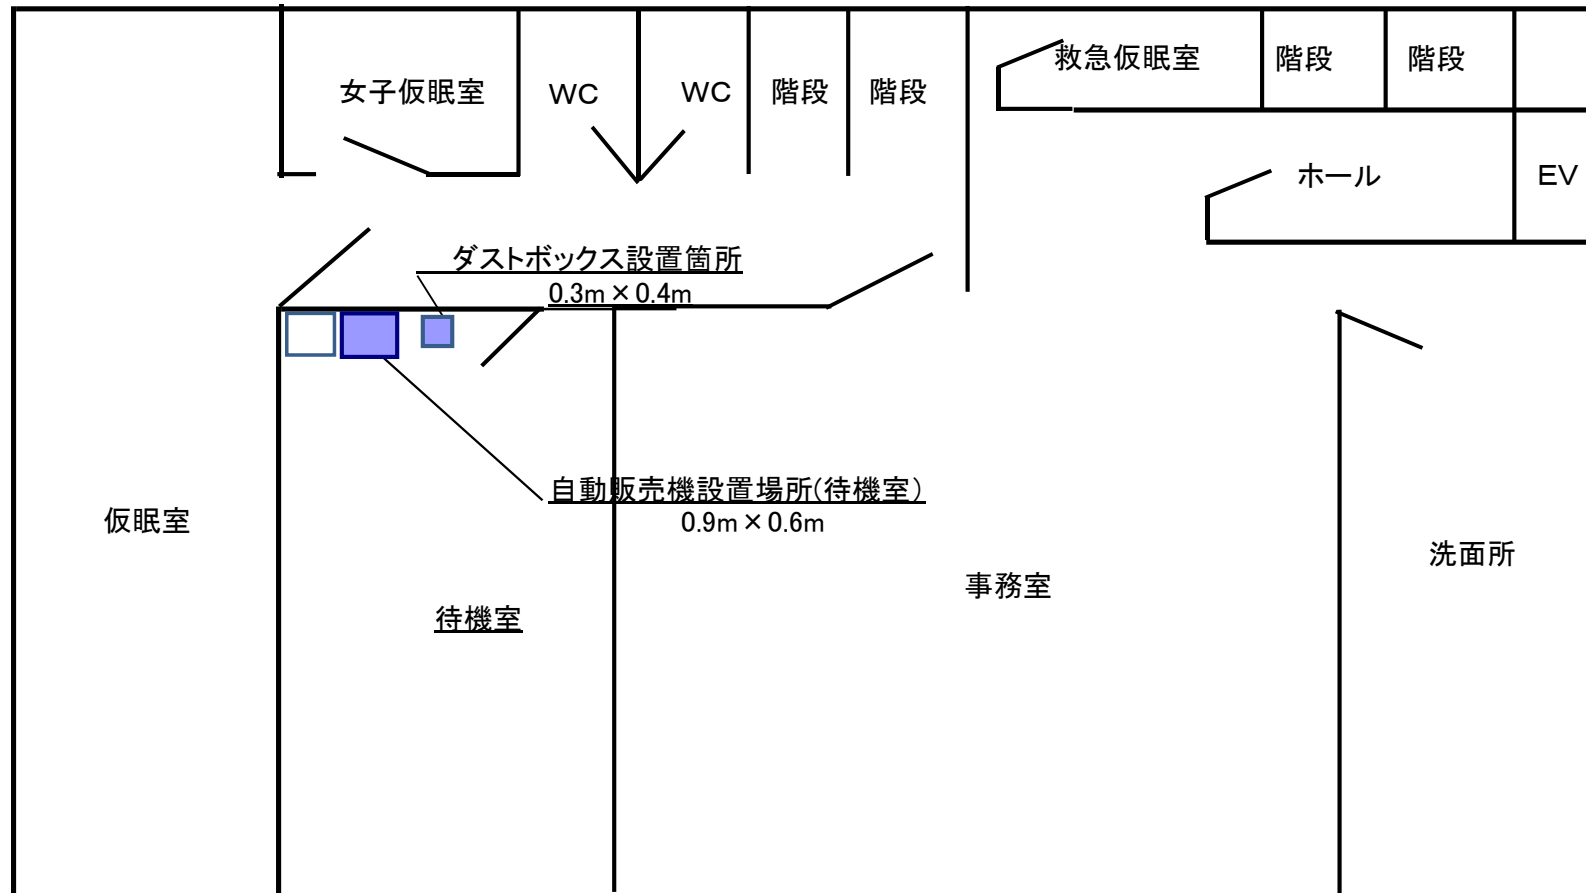 救急仮眠室
階段
階段
女子仮眠室
WC
WC
階段
階段
ホール
EV
ダストボックス設置箇所
0.3m×0.4m
自動販売機設置場所(待機室)
0.9m×0.6m
仮眠室
洗面所
事務室
待機室